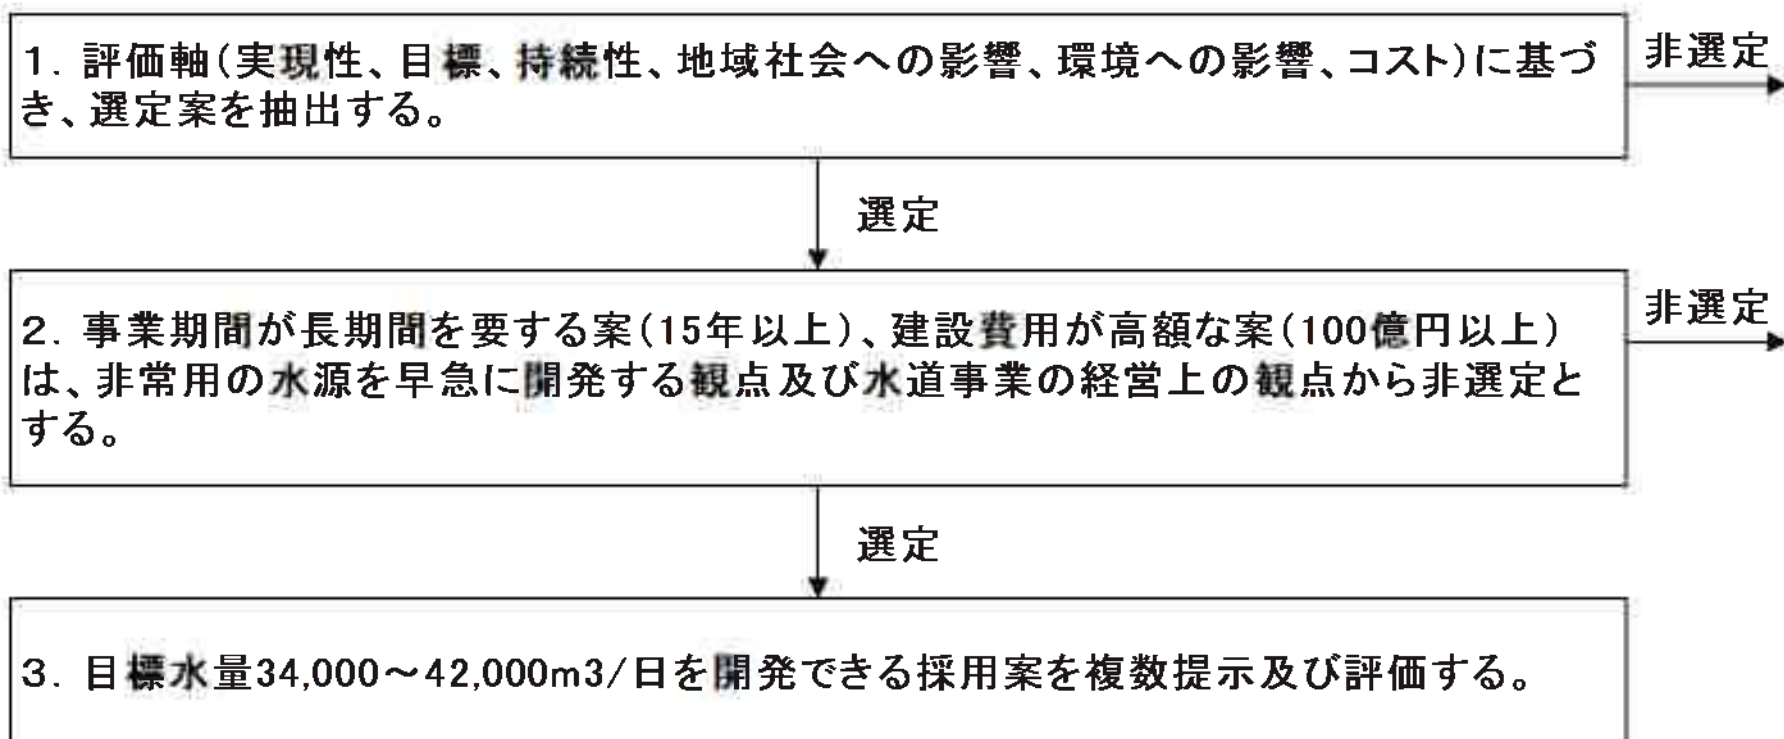 1. 評価軸(実現性、目標、持続性、地域社会への影響、環境への影響、コスト)に基づ
き、選定案を抽出する。
非選定
選定
2. 事業期間が長期間を要する案(15年以上)、建設費用が高額な案(100億円以上)
は、非常用の水源を早急に開発する観点及び水道事業の経営上の観点から非選定と
する。
非選定
選定
3. 目標水量34,000～42,000m3/日を開発できる採用案を複数提示及び評価する。